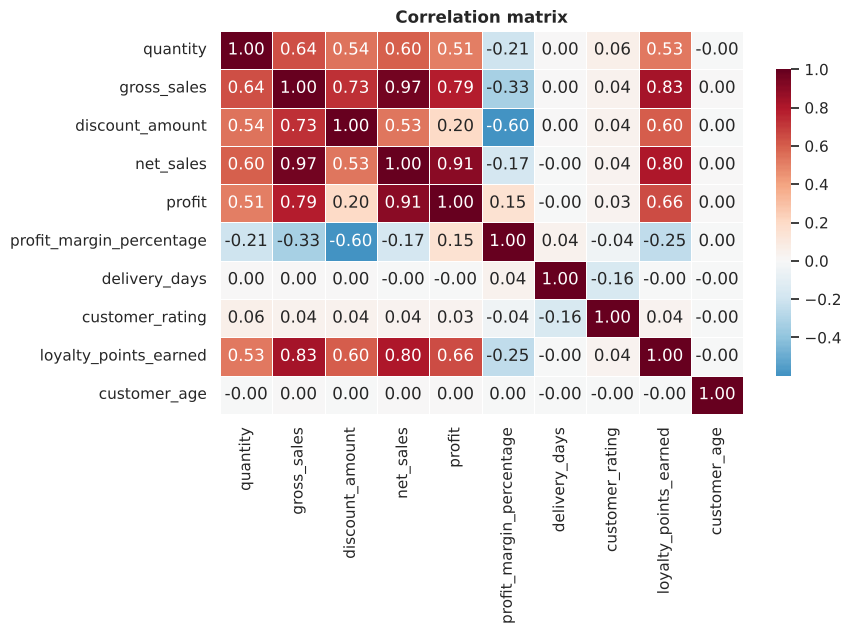 Correlation matrix
quantity 1.00 0.64 0.54 0.60 0.51 -0.21 0.00 0.06 0.53 -0.00
gross_sales 0.64 1.00 0.73 0.97 0.79 -0.33 0.00 0.04 0.83 0.00
discount_amount 0.54 0.73 1.00 0.53 0.20 -0.60 0.00 0.04 0.60 0.00
net_sales 0.60 0.97 0.53 1.00 0.91 -0.17 -0.00 0.04 0.80 0.00
profit 0.51 0.79 0.20 0.91 1.00 0.15 -0.00 0.03 0.66 0.00
profit_margin_percentage -0.21 -0.33 -0.60 -0.17 0.15 1.00 0.04 -0.04 -0.25 0.00
delivery_days 0.00 0.00 0.00 -0.00 -0.00 0.04 1.00 -0.16 -0.00 -0.00
customer_rating 0.06 0.04 0.04 0.04 0.03 -0.04 -0.16 1.00 0.04 -0.00
loyalty_points_earned 0.53 0.83 0.60 0.80 0.66 -0.25 -0.00 0.04 1.00 -0.00
customer_age -0.00 0.00 0.00 0.00 0.00 0.00 -0.00 -0.00 -0.00 1.00
quantity
gross_sales
discount_amount
net_sales
profit
profit_margin_percentage
delivery_days
customer_rating
loyalty_points_earned
customer_age
1.0
0.8
0.6
0.4
0.2
0.0
−0.2
−0.4